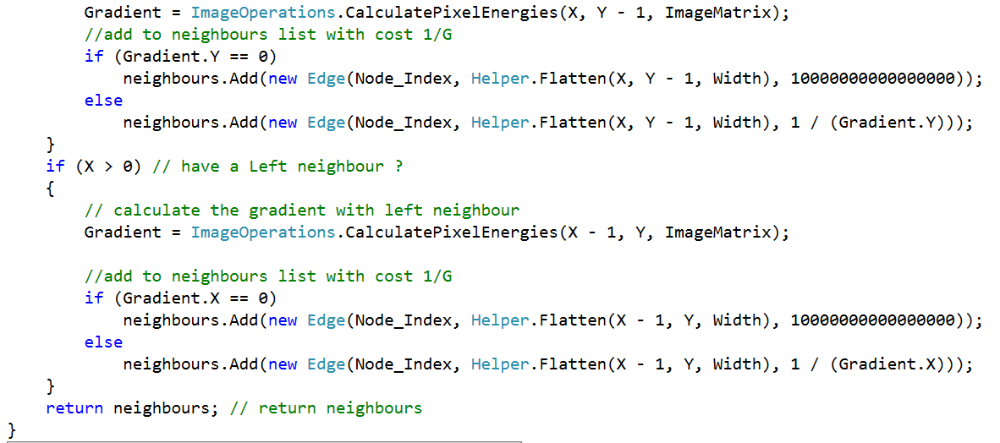 Gradient = ImageOperations.CalculatePixelEnergies(X, Y - 1, ImageMatrix);
//add to neighbours list with cost 1/G
if (Gradient.Y == 0)
neighbours.Add(new Edge(Node_Index, Helper.Flatten(X, Y - 1, Width), 10000000000000000));
else
neighbours.Add(new Edge(Node_Index, Helper.Flatten(X, Y - 1, Width), 1 / (Gradient.Y)));
}
if (X > 0) // have a Left neighbour ?
{
// calculate the gradient with left neighbour
Gradient = ImageOperations.CalculatePixelEnergies(X - 1, Y, ImageMatrix);
//add to neighbours list with cost 1/G
if (Gradient.X == 0)
neighbours.Add(new Edge(Node_Index, Helper.Flatten(X - 1, Y, Width), 10000000000000000));
else
neighbours.Add(new Edge(Node_Index, Helper.Flatten(X - 1, Y, Width), 1 / (Gradient.X)));
}
return neighbours; // return neighbours
}